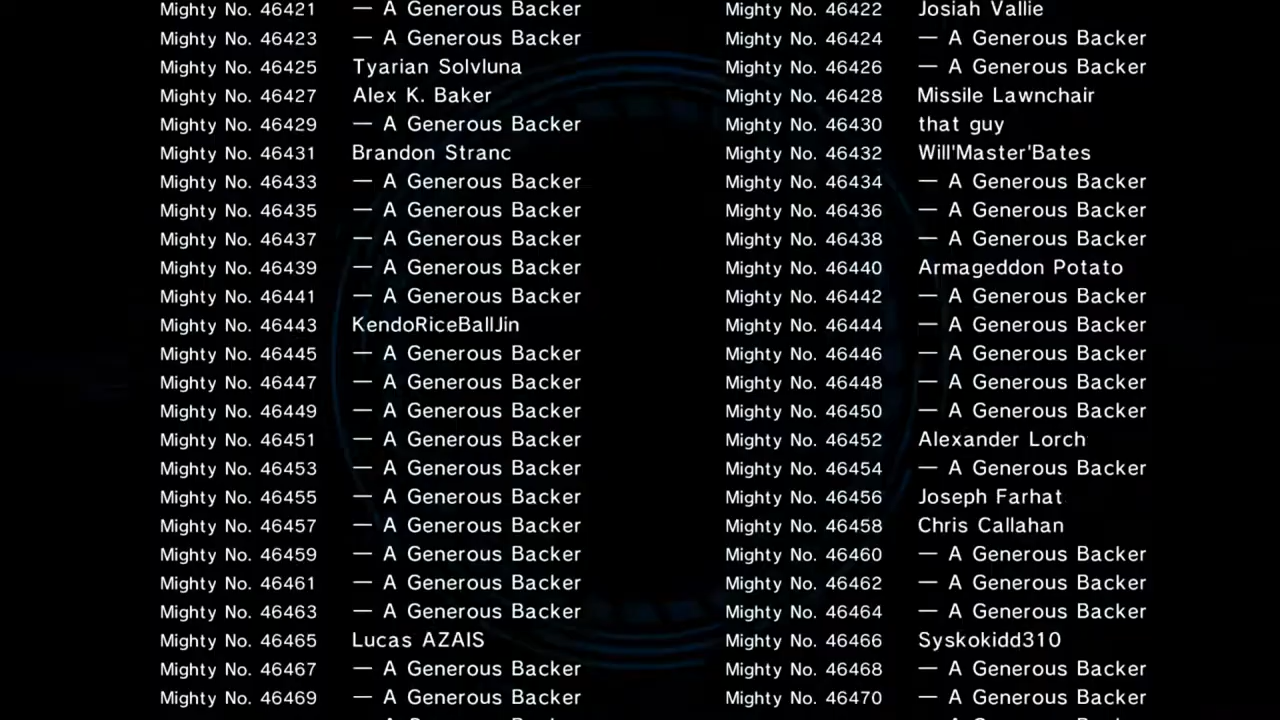 Mighty No. 46421 — A Generous Backer Mighty No. 46422 Josiah Vallie
Mighty No. 46423 — A Generous Backer Mighty No. 46424 — A Generous Backer
Mighty No. 46425 Tyarian Solvluna Mighty No. 46426 — A Generous Backer
Mighty No. 46427 Alex K. Baker Mighty No. 46428 Missile Lawnchair
Mighty No. 46429 — A Generous Backer Mighty No. 46430 that guy
Mighty No. 46431 Brandon Stranc Mighty No. 46432 Will'Master'Bates
Mighty No. 46433 — A Generous Backer Mighty No. 46434 — A Generous Backer
Mighty No. 46435 — A Generous Backer Mighty No. 46436 — A Generous Backer
Mighty No. 46437 — A Generous Backer Mighty No. 46438 — A Generous Backer
Mighty No. 46439 — A Generous Backer Mighty No. 46440 Armageddon Potato
Mighty No. 46441 — A Generous Backer Mighty No. 46442 — A Generous Backer
Mighty No. 46443 KendoRiceBallJin Mighty No. 46444 — A Generous Backer
Mighty No. 46445 — A Generous Backer Mighty No. 46446 — A Generous Backer
Mighty No. 46447 — A Generous Backer Mighty No. 46448 — A Generous Backer
Mighty No. 46449 — A Generous Backer Mighty No. 46450 — A Generous Backer
Mighty No. 46451 — A Generous Backer Mighty No. 46452 Alexander Lorch
Mighty No. 46453 — A Generous Backer Mighty No. 46454 — A Generous Backer
Mighty No. 46455 — A Generous Backer Mighty No. 46456 Joseph Farhat
Mighty No. 46457 — A Generous Backer Mighty No. 46458 Chris Callahan
Mighty No. 46459 — A Generous Backer Mighty No. 46460 — A Generous Backer
Mighty No. 46461 — A Generous Backer Mighty No. 46462 — A Generous Backer
Mighty No. 46463 — A Generous Backer Mighty No. 46464 — A Generous Backer
Mighty No. 46465 Lucas AZAIS Mighty No. 46466 Syskokidd310
Mighty No. 46467 — A Generous Backer Mighty No. 46468 — A Generous Backer
Mighty No. 46469 — A Generous Backer Mighty No. 46470 — A Generous Backer